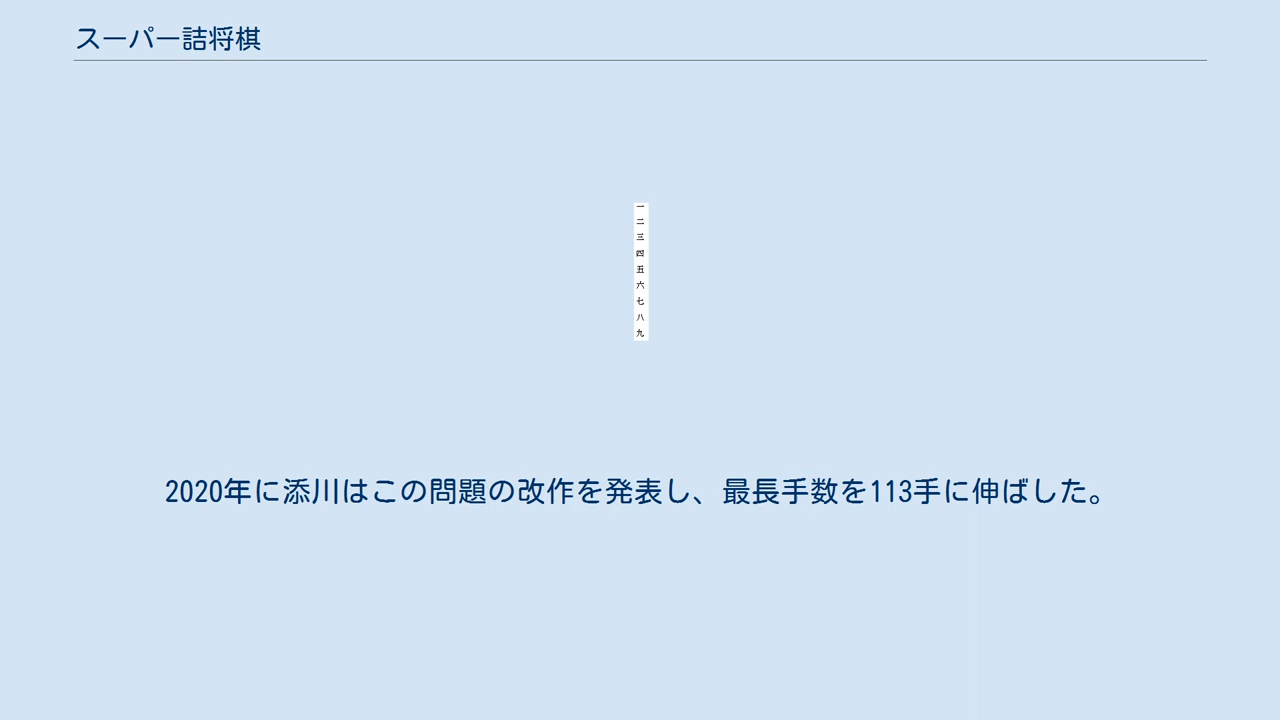 スーパー詰将棋
一
二
三
四
五
六
七
八
九
2020年に添川はこの問題の改作を発表し、最長手数を113手に伸ばした。